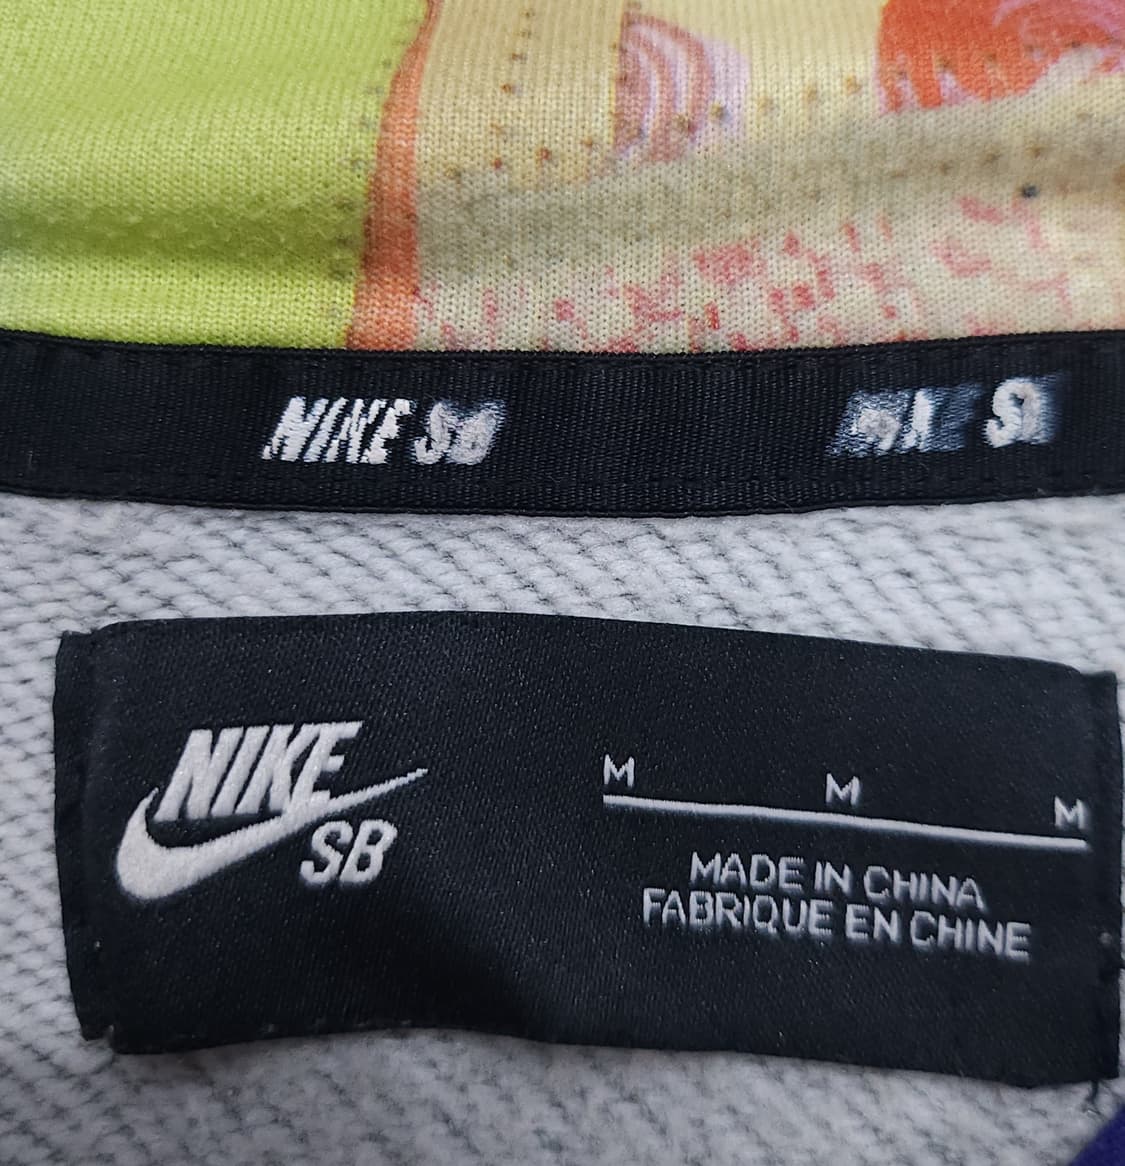 NIKE SB
NIKE
SB
M M M
MADE IN CHINA
FABRIQUE EN CHINE